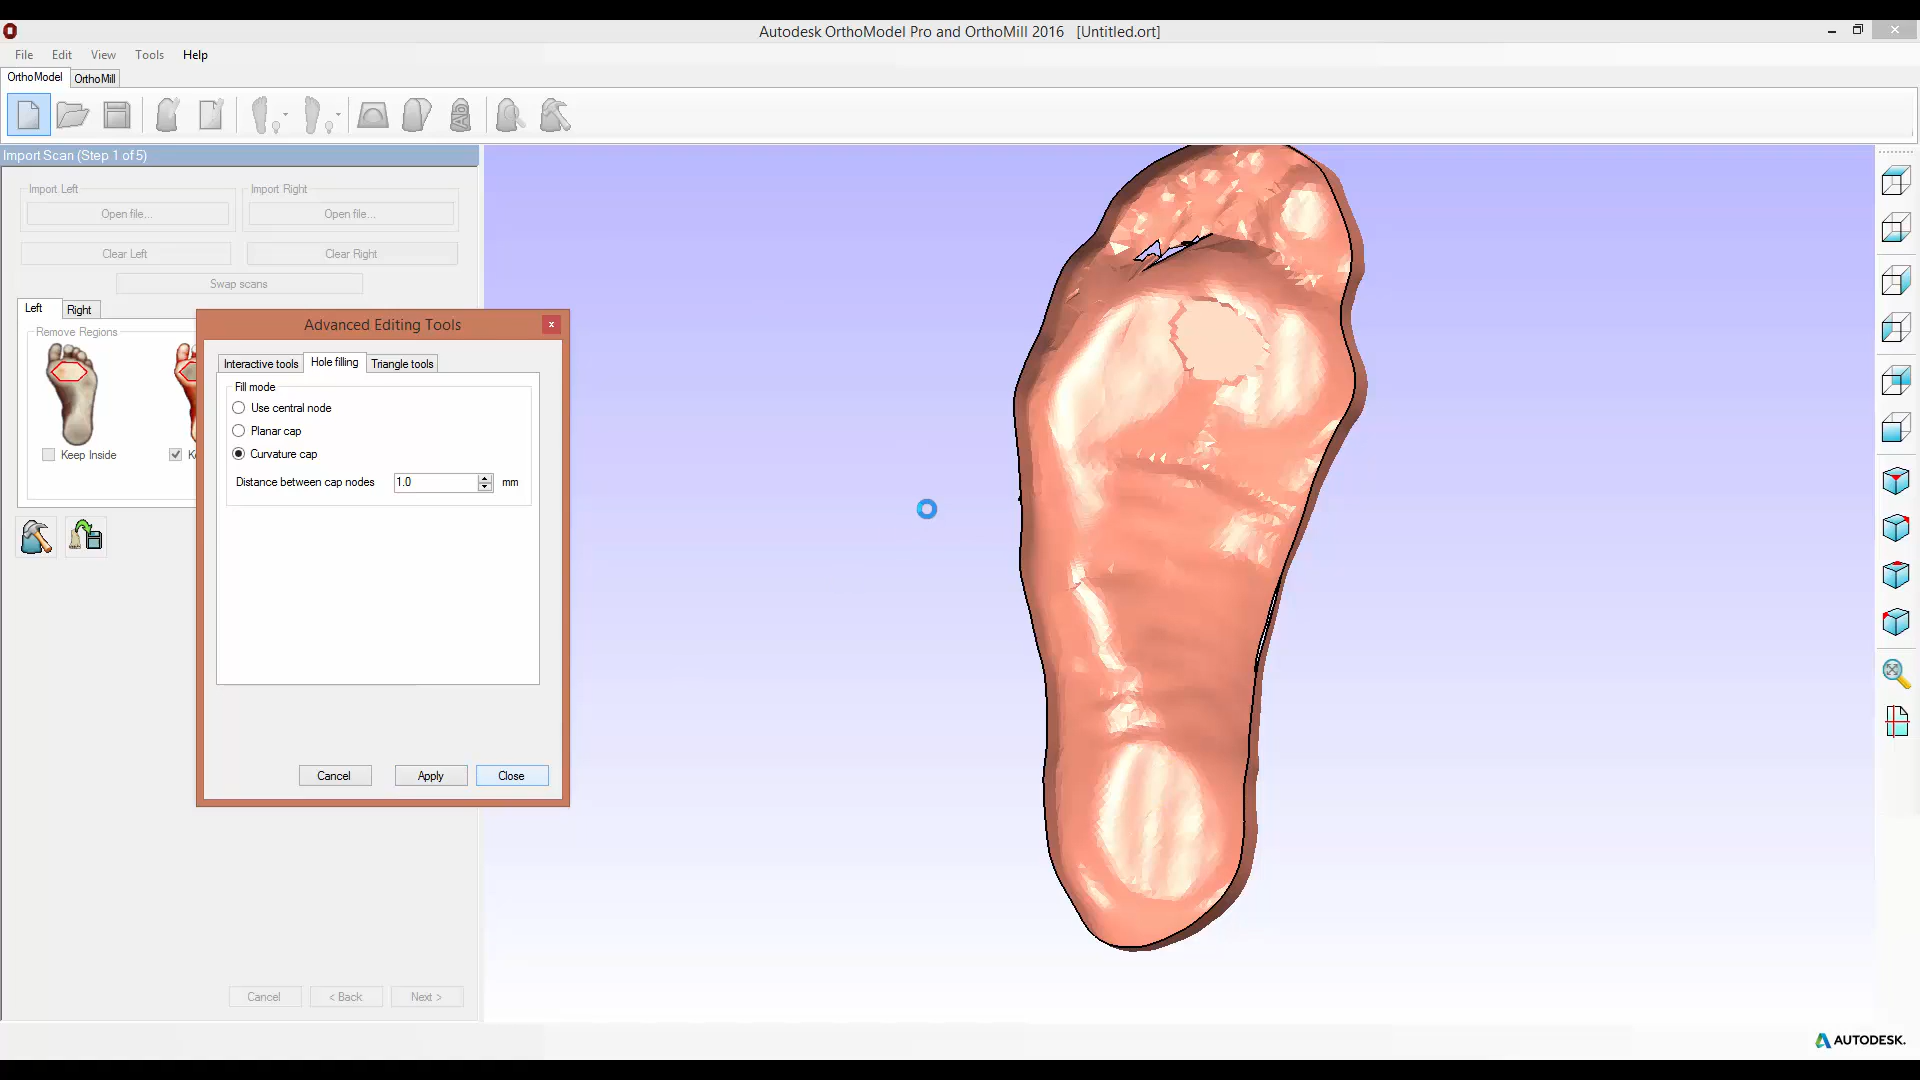 Autodesk OrthoModel Pro and OrthoMill 2016   [Untitled.ort]
File Edit View Tools Help
OrthoModel OrthoMill
Import Scan (Step 1 of 5)
Import Left Import Right
Open file... Open file...
Clear Left Clear Right
Swap scans
Left Right
Remove Regions
Keep Inside
Advanced Editing Tools
x
Interactive tools Hole filling Triangle tools
Fill mode
Use central node
Planar cap
Curvature cap
Distance between cap nodes 1.0 mm
Cancel Apply Close
Cancel < Back Next >
AUTODESK.